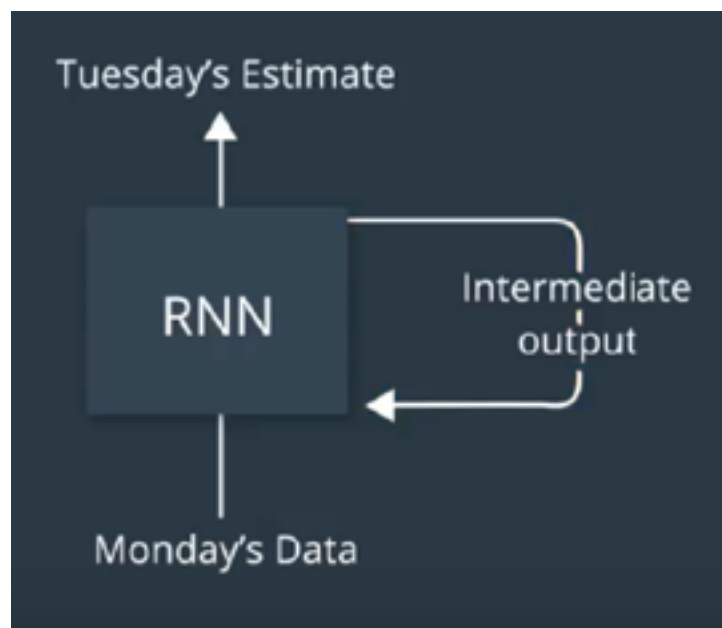 Tuesday's Estimate
RNN
Intermediate
output
Monday's Data